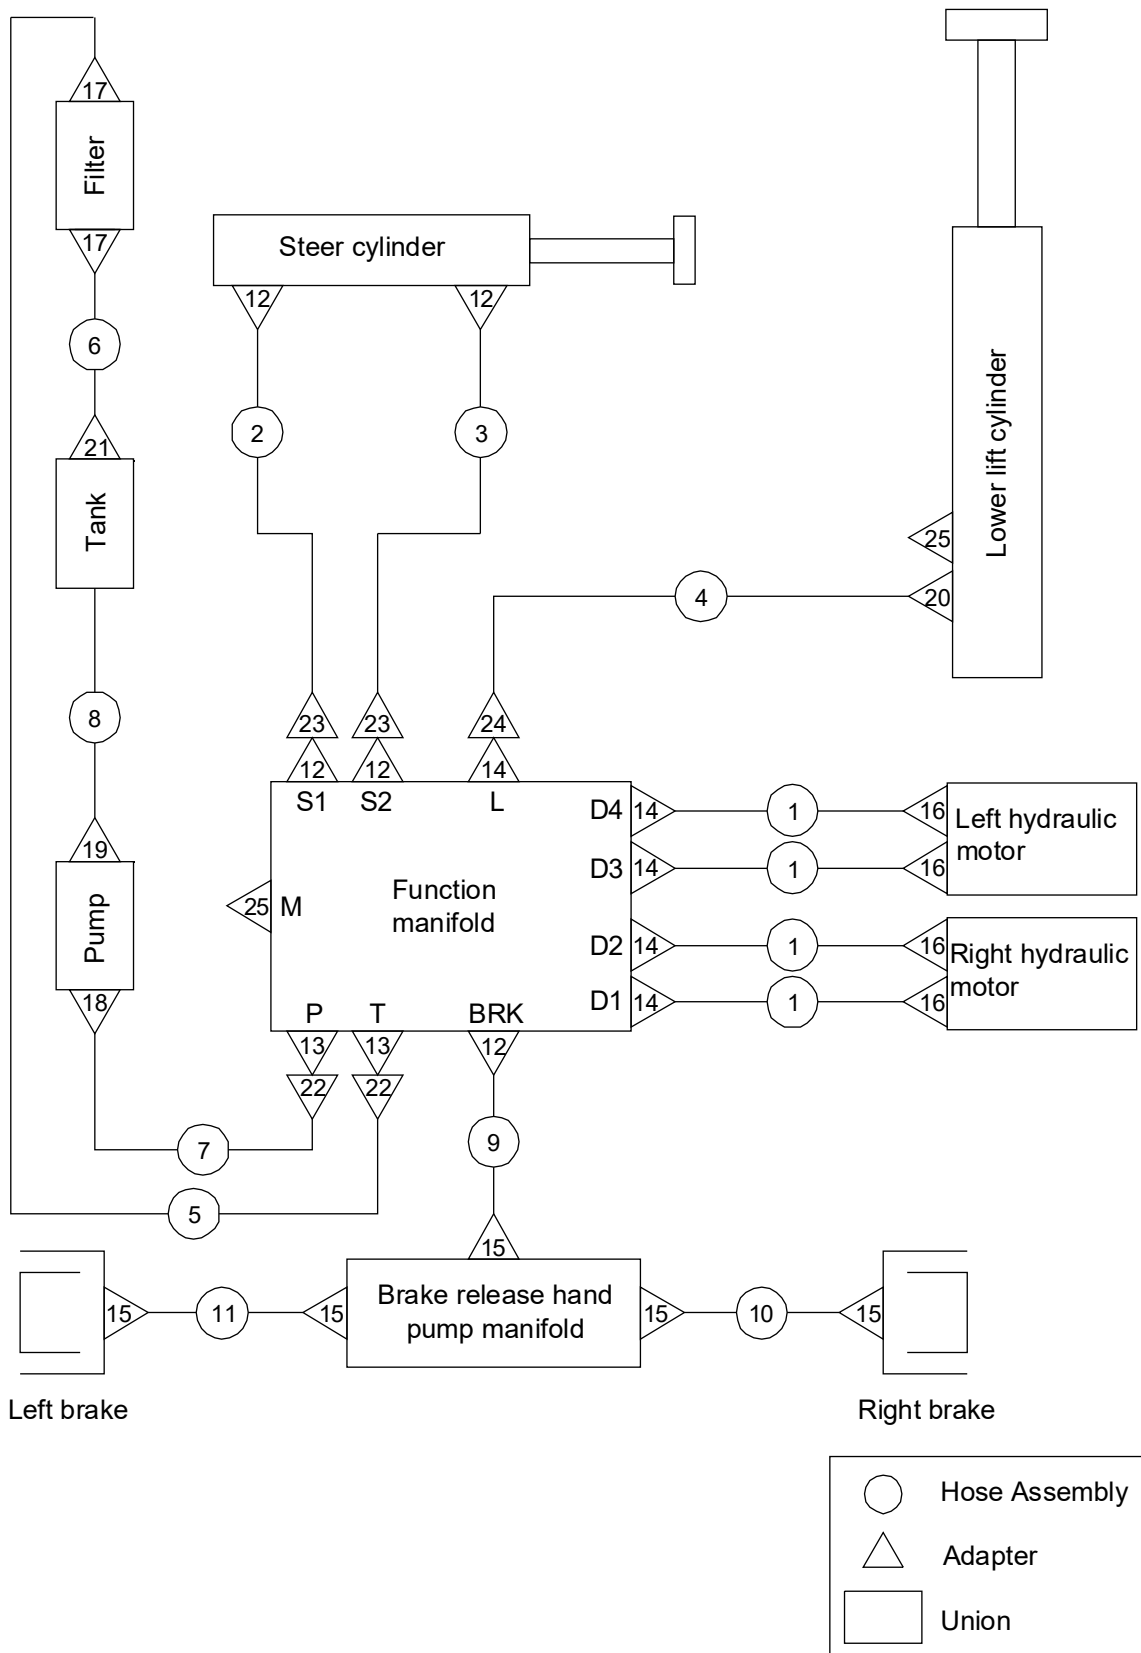 17
Filter
17
6
21
Tank
8
19
Pump
18
7
5
Steer cylinder
12 12
2 3
23 23 24
12 12 14
S1 S2 L
4
Lower lift cylinder
25
20
Function
manifold
25 M
D4 14 1 16
D3 14 1 16
Left hydraulic
motor
D2 14 1 16
D1 14 1 16
Right hydraulic
motor
P T BRK
13 13 12
22 22
9
15
Brake release hand
pump manifold
15 11 15
15 10 15
Left brake
Right brake
Hose Assembly
Adapter
Union